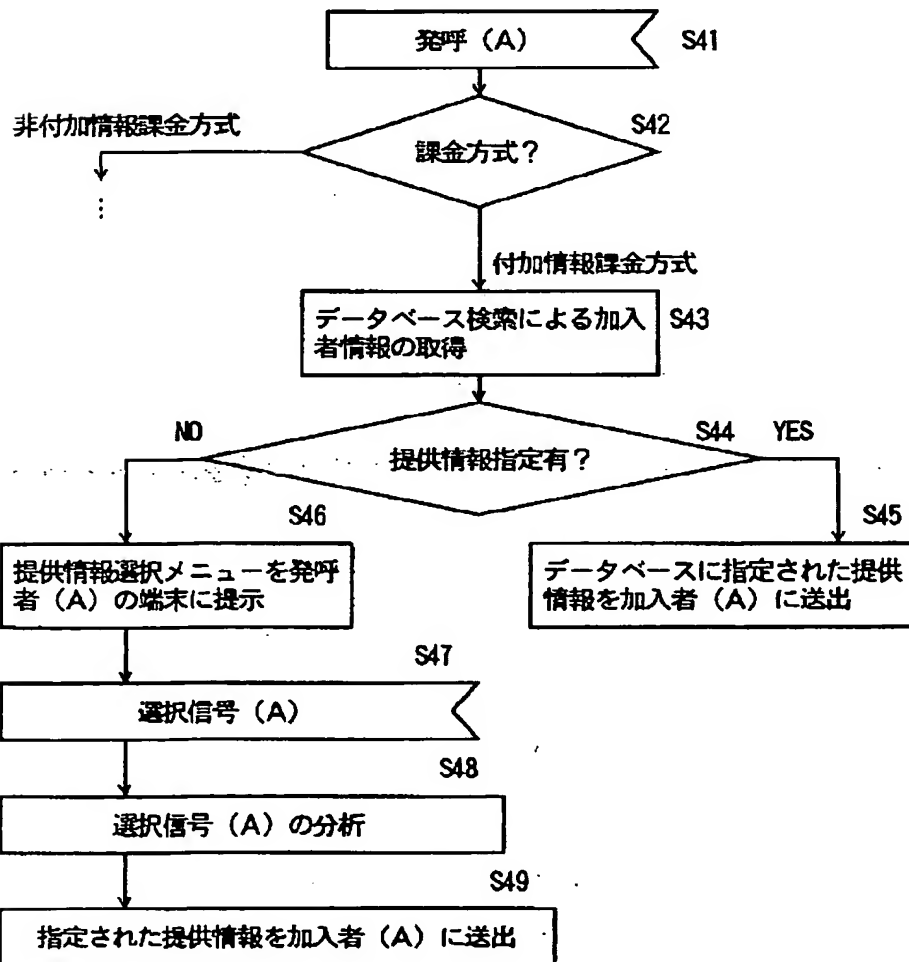 発呼（A）
S41
非付加情報課金方式
S42
課金方式？
⋮
付加情報課金方式
データベース検索による加入
者情報の取得
S43
NO
S44
YES
提供情報指定有？
S46
S45
提供情報選択メニューを発呼
者（A）の端末に提示
データベースに指定された提供
情報を加入者（A）に送出
S47
選択信号（A）
S48
選択信号（A）の分析
S49
指定された提供情報を加入者（A）に送出